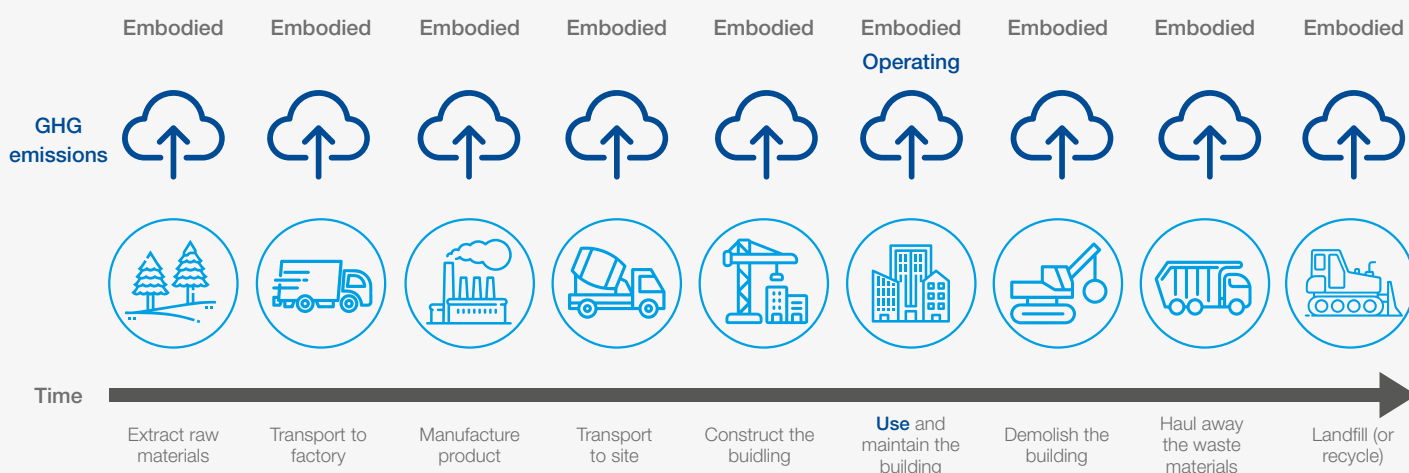 Embodied Embodied Embodied Embodied Embodied Embodied Embodied Embodied Embodied
Operating
GHG
emissions
Time
Extract raw
materials
Transport to
factory
Manufacture
product
Transport
to site
Construct the
buidling
Use and
maintain the
building
Demolish the
building
Haul away
the waste
materials
Landfill (or
recycle)